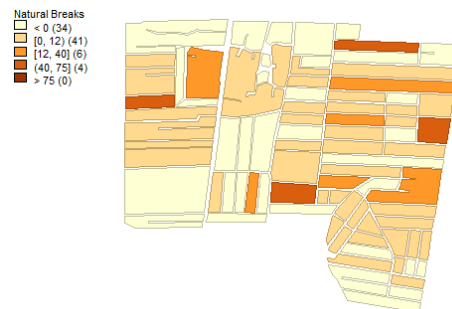 Natural Breaks
< 0 (34)
[0, 12) (41)
[12, 40] (6)
(40, 75] (4)
> 75 (0)